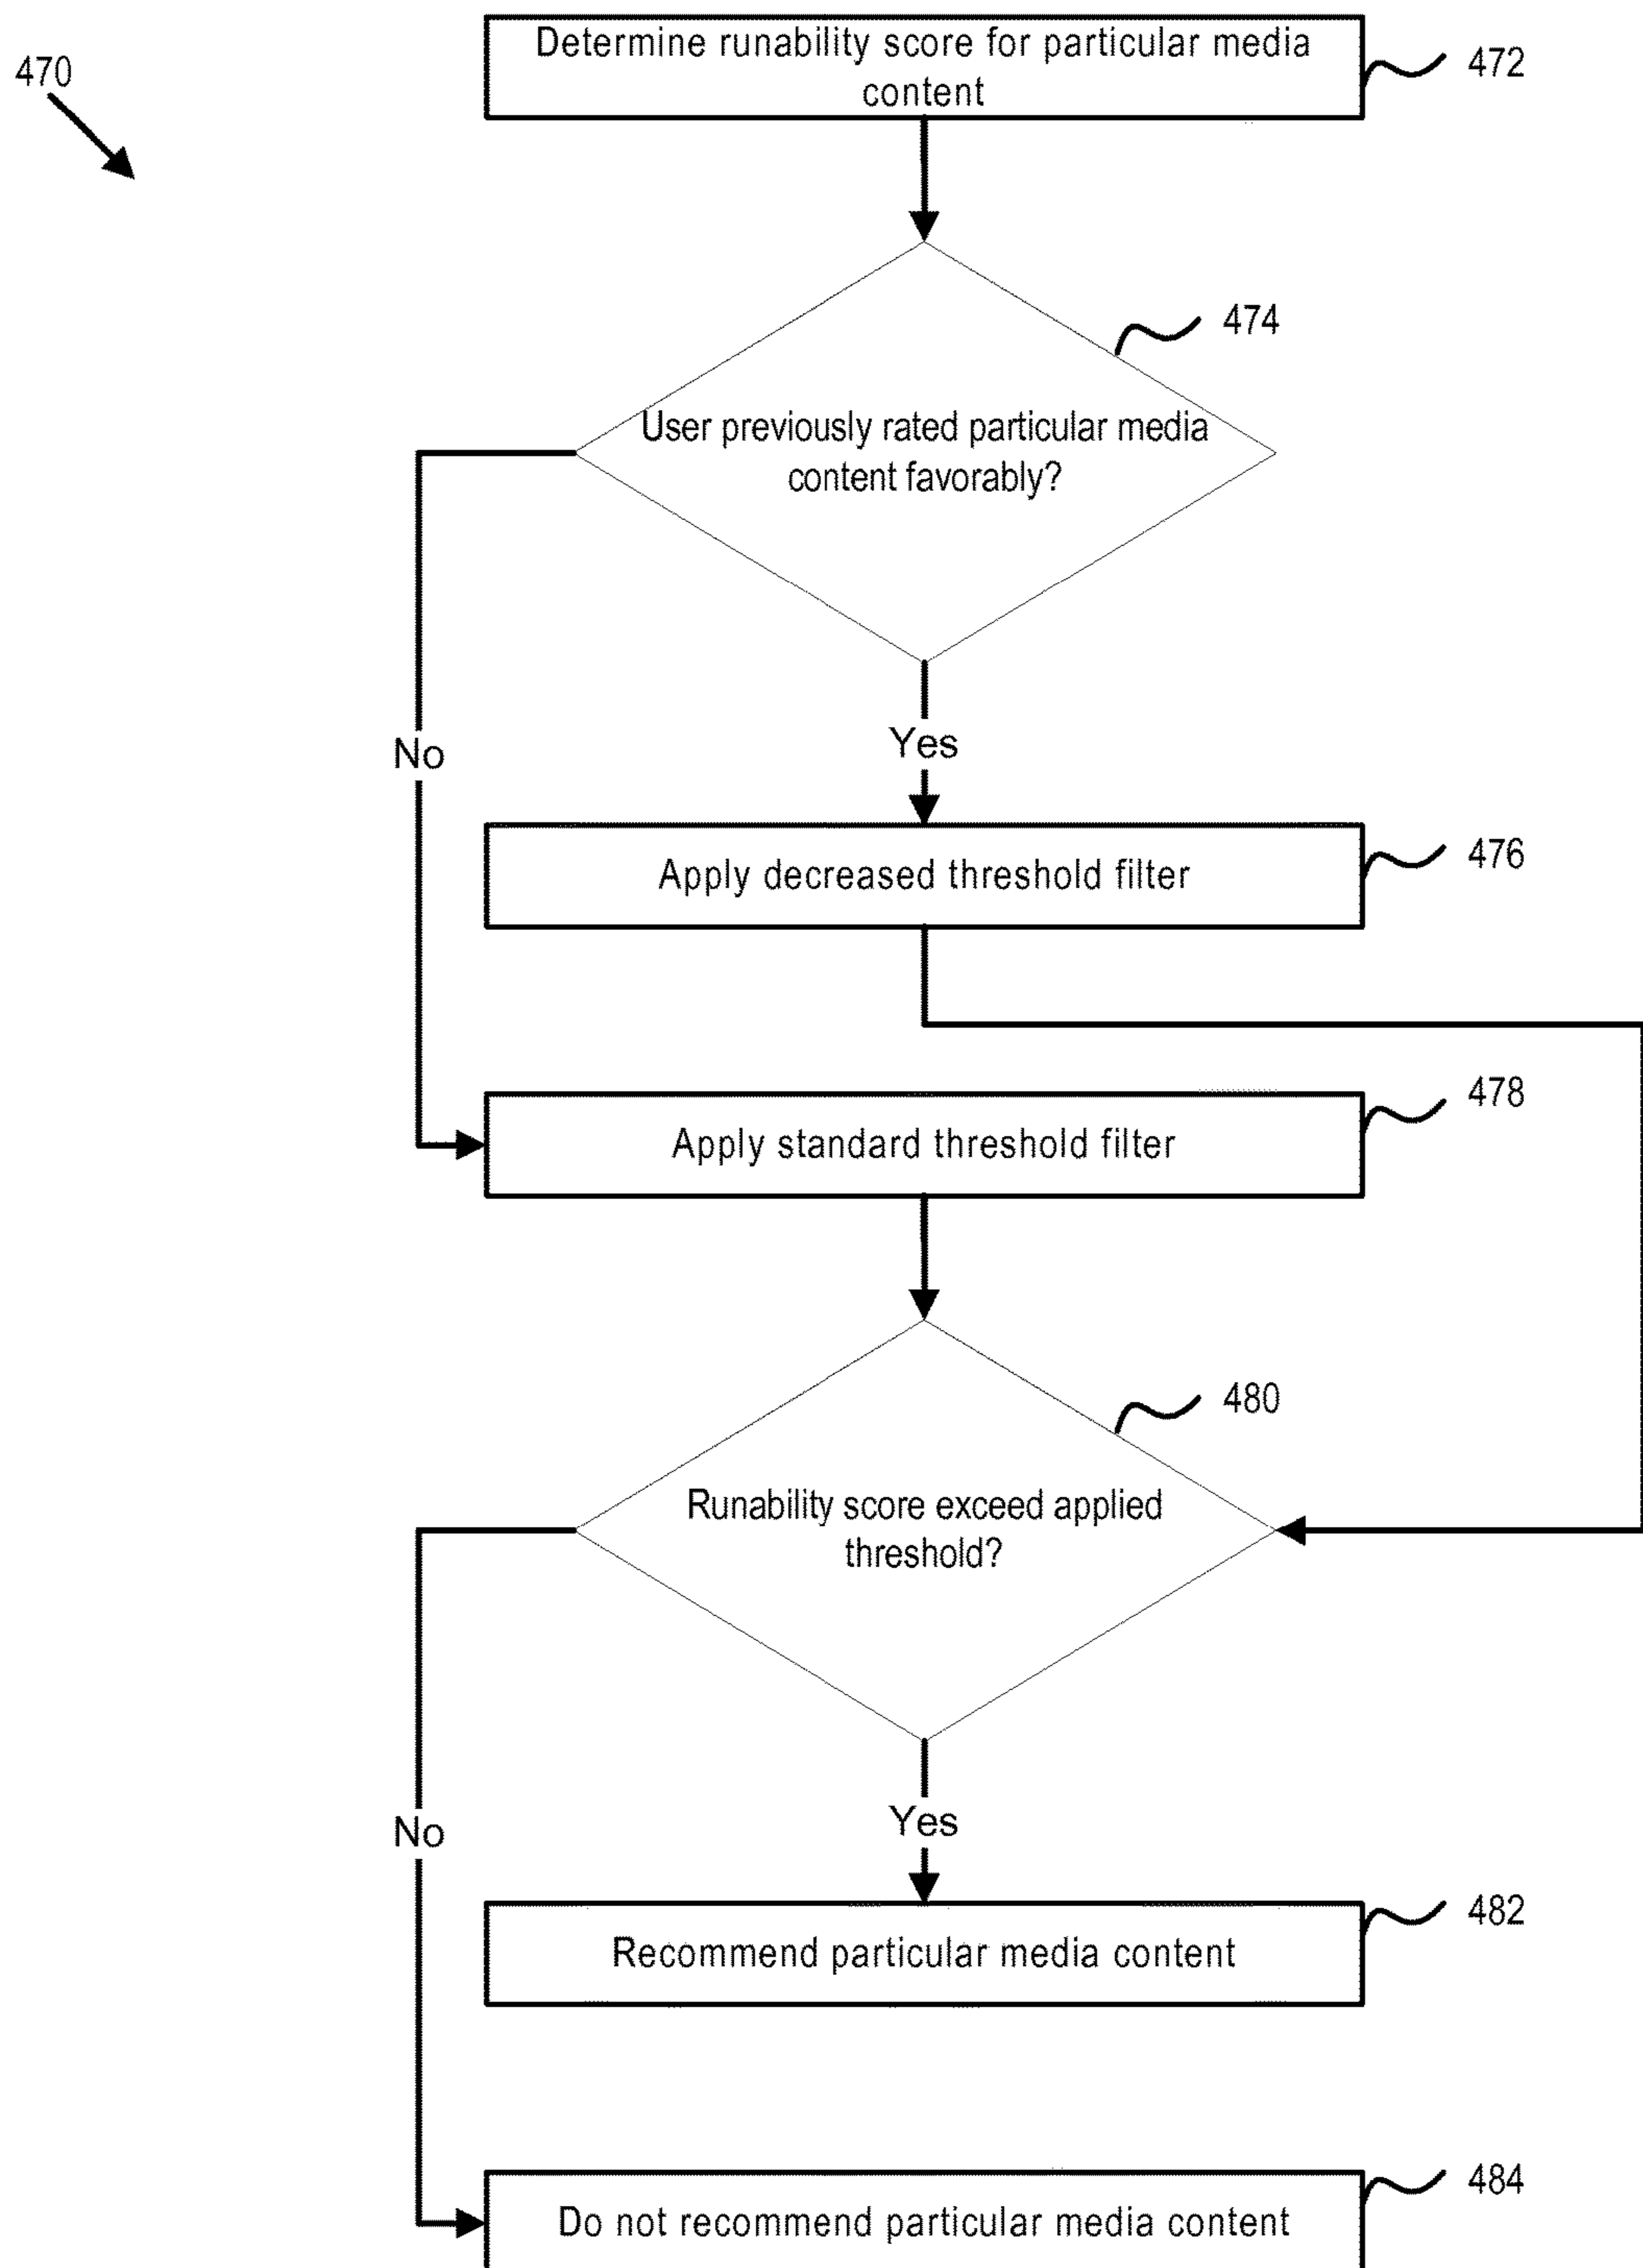 Determine runability score for particular media
content
472
470
474
User previously rated particular media
content favorably?
No
Yes
Apply decreased threshold filter
476
Apply standard threshold filter
478
480
Runability score exceed applied
threshold?
No
Yes
Recommend particular media content
482
Do not recommend particular media content
484